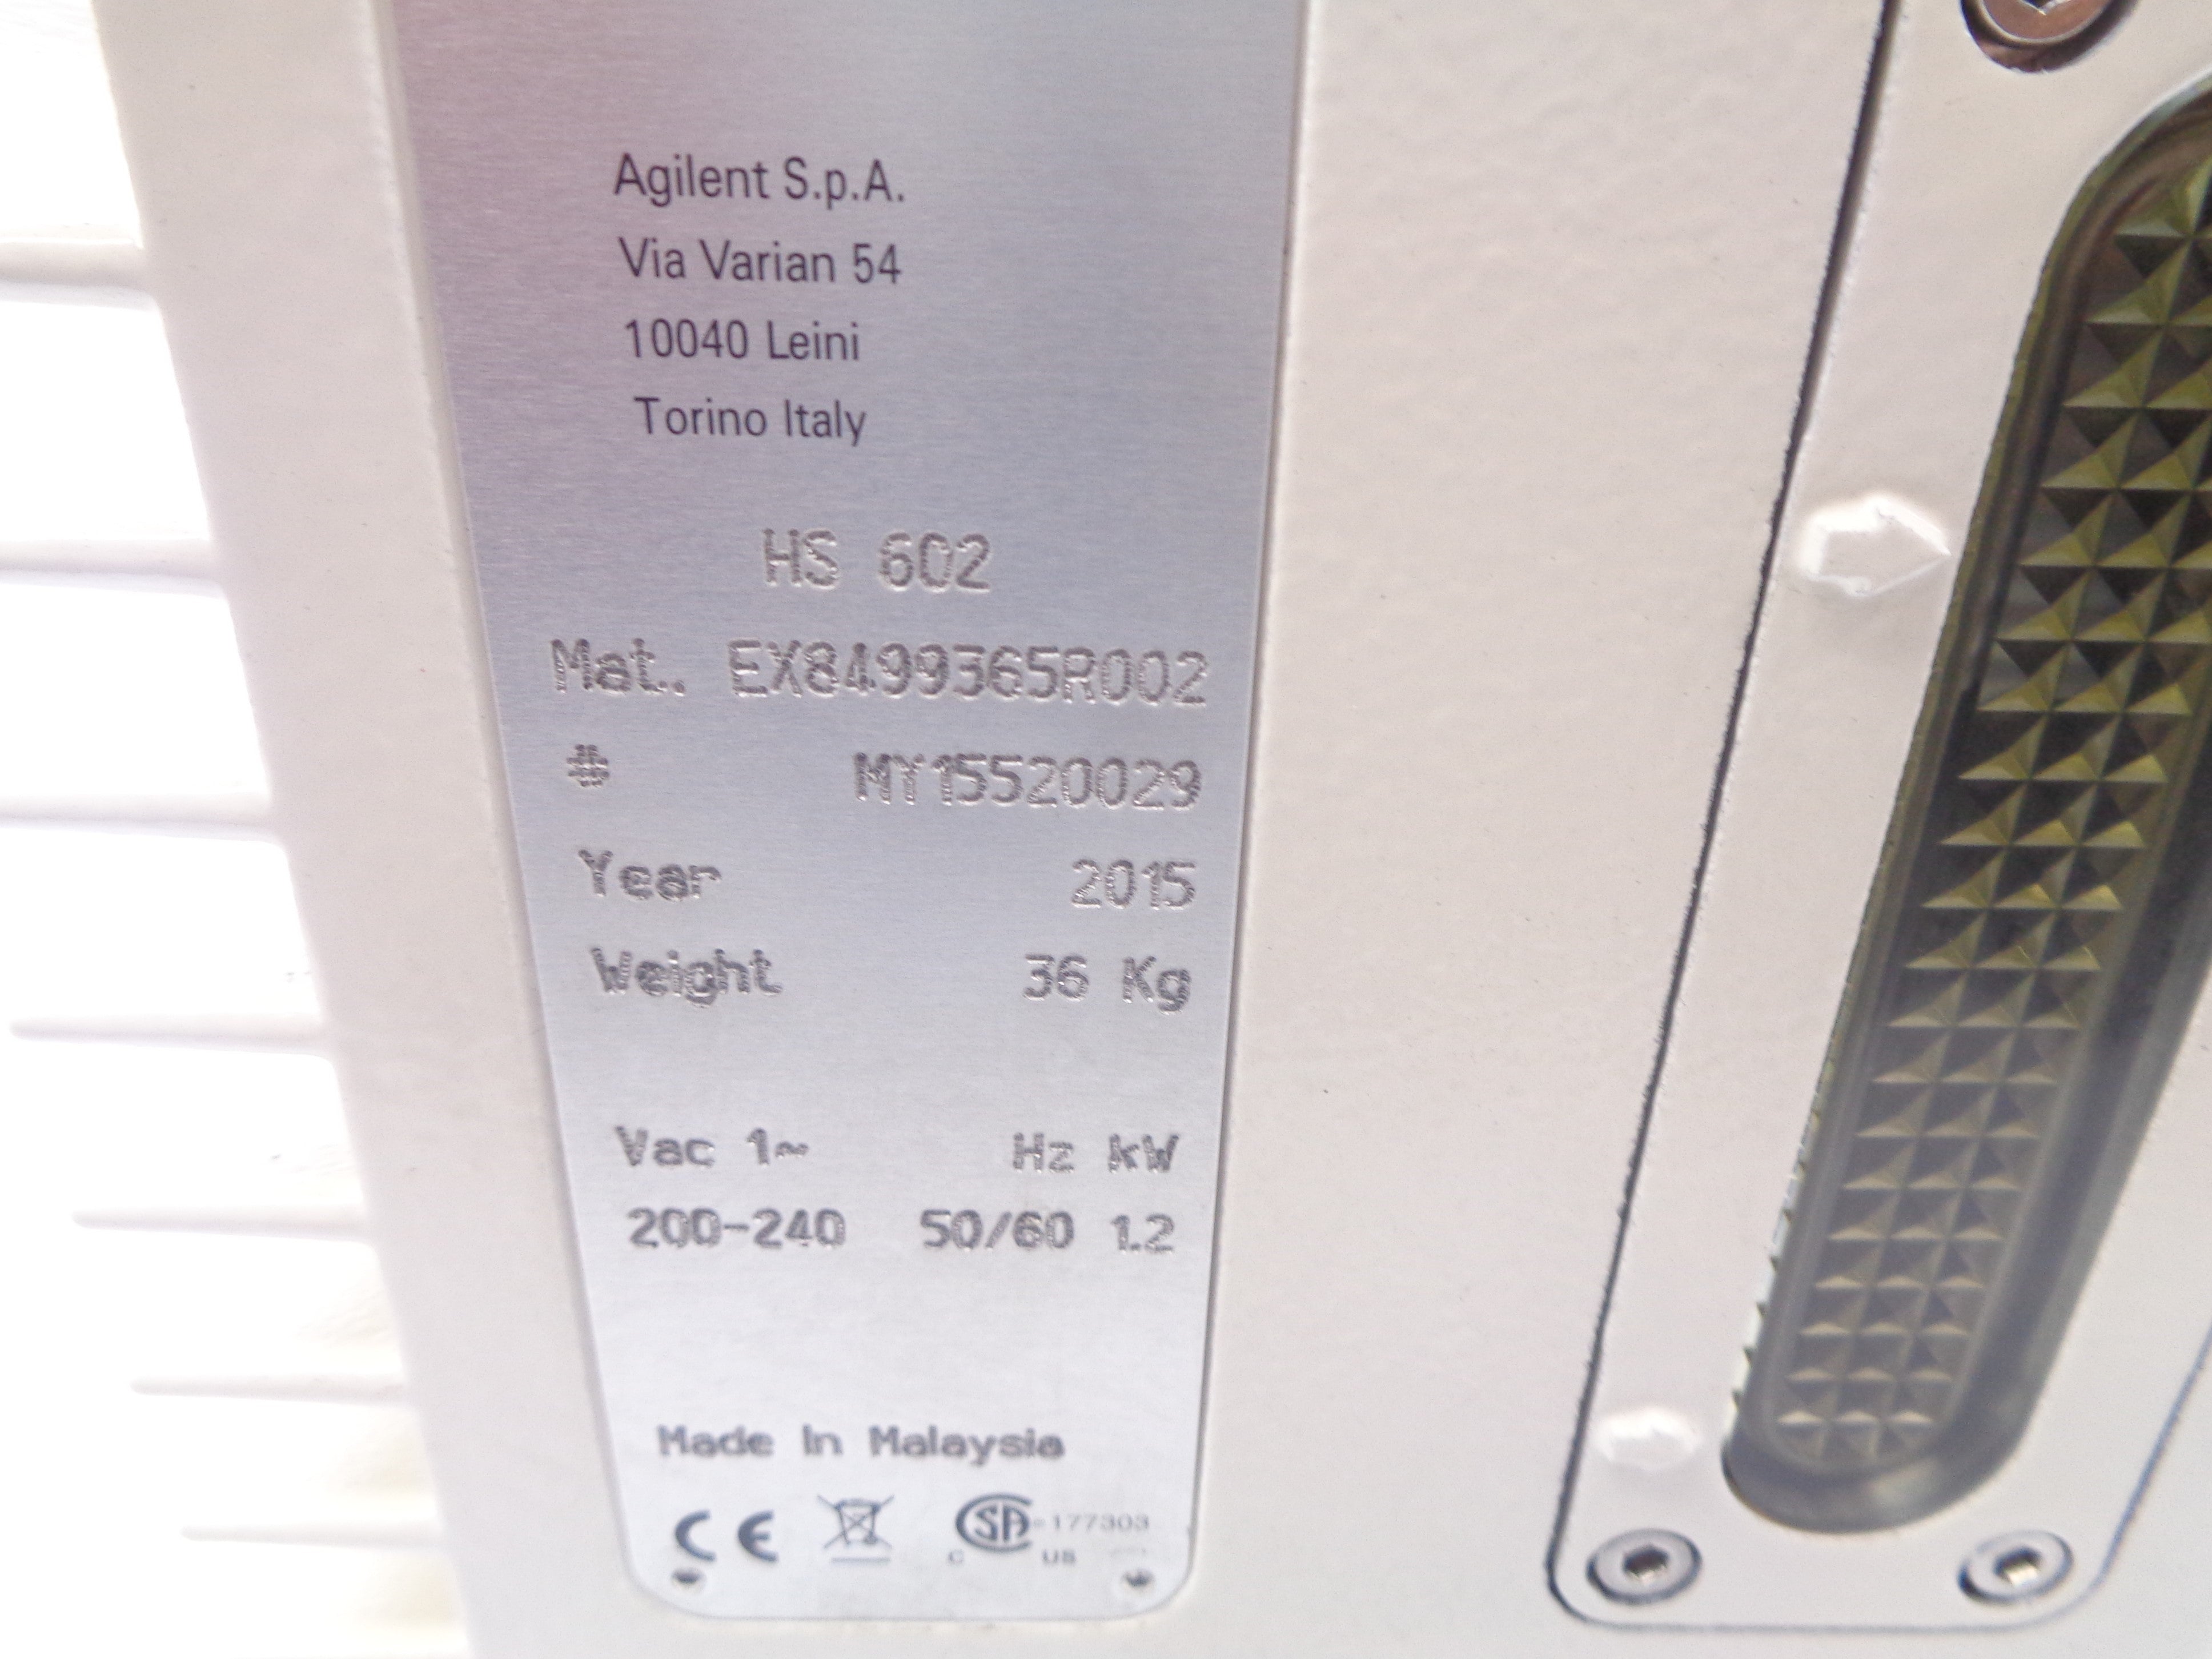 Agilent S.p.A.
Via Varian 54
10040 Leini
Torino Italy
HS 602
Mat. EX8499365R002
# MY15520029
Year 2015
Weight 36 Kg
Vac 1~ Hz kW
200-240 50/60 1.2
Made In Malaysia
CE C SA US 177303